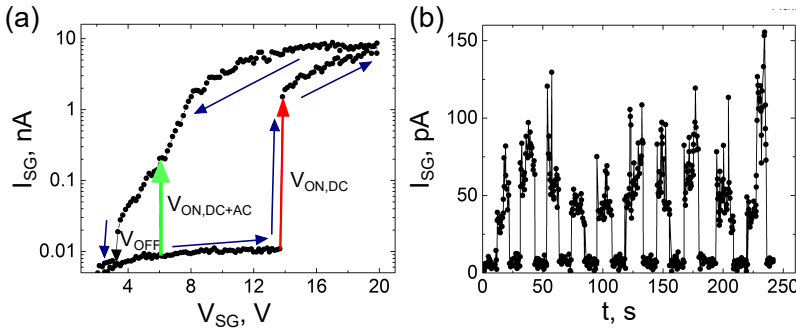 (a)
10
1
0.1
0.01
I_SG, nA
V_ON,DC+AC
V_ON,DC
V_OFF
4 8 12 16 20
V_SG, V
(b)
150
100
50
0
I_SG, pA
0 50 100 150 200 250
t, s